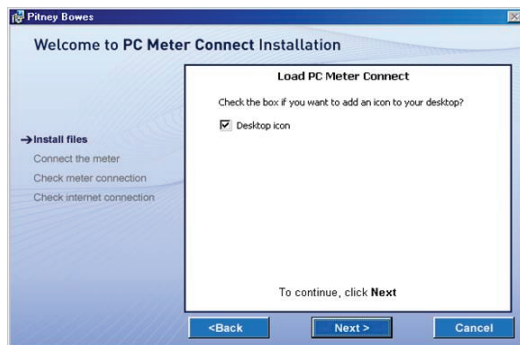 Pitney Bowes
Welcome to PC Meter Connect Installation
Load PC Meter Connect
Check the box if you want to add an icon to your desktop?
Desktop icon
Install files
Connect the meter
Check meter connection
Check internet connection
To continue, click Next
<Back
Next >
Cancel